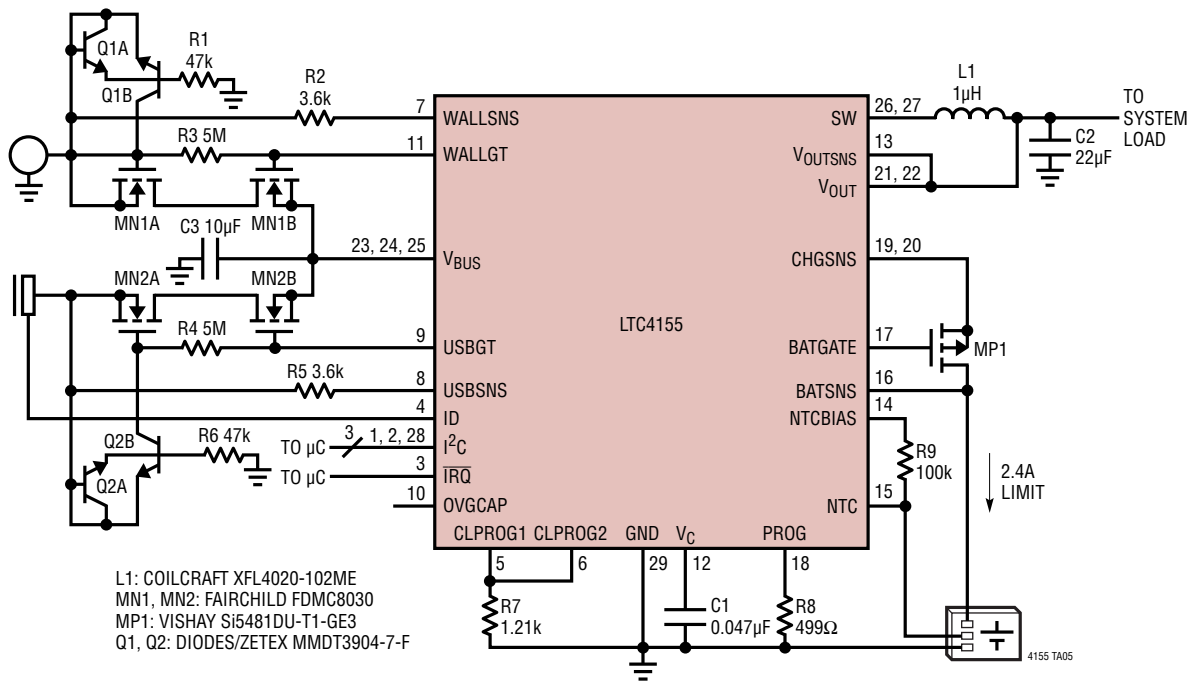 Q1A
R1
47k
Q1B
R2
3.6k
7
WALLSNS
SW
26, 27
L1
1µH
TO
SYSTEM
LOAD
R3 5M
11
WALLGT
VOUTSNS
13
C2
22µF
VOUT
21, 22
MN1A
MN1B
C3 10µF
23, 24, 25
VBUS
CHGSNS
19, 20
MN2A
MN2B
LTC4155
R4 5M
9
USBGT
BATGATE
17
MP1
R5 3.6k
8
USBSNS
BATSNS
16
4
ID
NTCBIAS
14
Q2B
R6 47k
TO µC
3
1, 2, 28
I2C
R9
100k
2.4A
LIMIT
Q2A
TO µC
3
IRQ
10
OVGCAP
NTC
15
CLPROG1
CLPROG2
GND
VC
PROG
5
6
29
12
18
R7
1.21k
C1
0.047µF
R8
499Ω
L1: COILCRAFT XFL4020-102ME
MN1, MN2: FAIRCHILD FDMC8030
MP1: VISHAY Si5481DU-T1-GE3
Q1, Q2: DIODES/ZETEX MMDT3904-7-F
4155 TA05